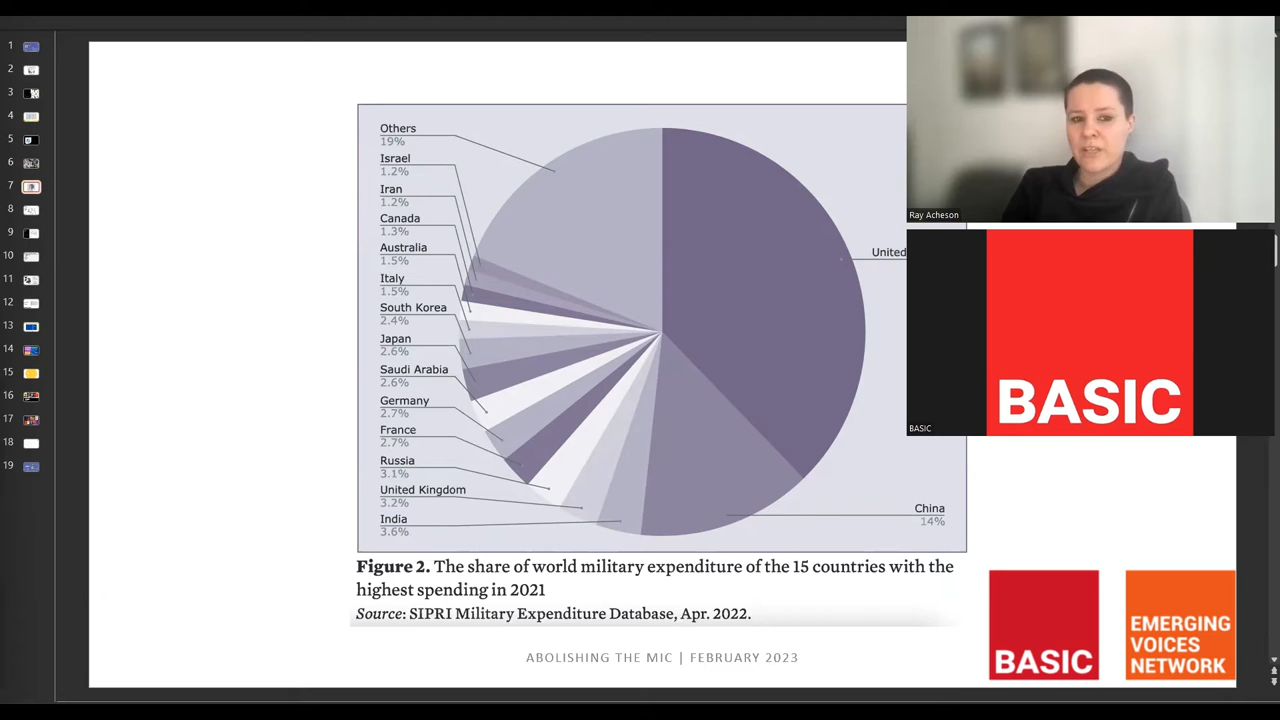 1
2
3
4
5
6
7
8
9
10
11
12
13
14
15
16
17
18
19
Others
19%
Israel
1.2%
Iran
1.2%
Canada
1.3%
Australia
1.5%
Italy
1.5%
South Korea
2.4%
Japan
2.6%
Saudi Arabia
2.6%
Germany
2.7%
France
2.7%
Russia
3.1%
United Kingdom
3.2%
India
3.6%
United
China
14%
Figure 2. The share of world military expenditure of the 15 countries with the
highest spending in 2021
Source: SIPRI Military Expenditure Database, Apr. 2022.
ABOLISHING THE MIC | FEBRUARY 2023
Ray Acheson
BASIC
BASIC
BASIC
EMERGING
VOICES
NETWORK